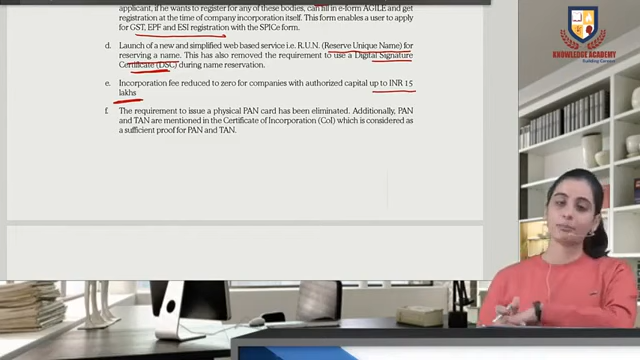 applicant, if he wants to register for any of these bodies, can fill in e-form AGILE and get
registration at the time of company incorporation itself. This form enables a user to apply
for GST, EPF and ESI registration with the SPICe form.
d. Launch of a new and simplified web based service i.e. R.U.N. (Reserve Unique Name) for
reserving a name. This has also removed the requirement to use a Digital Signature
Certificate (DSC) during name reservation.
e. Incorporation fee reduced to zero for companies with authorized capital up to INR 15
lakhs
f. The requirement to issue a physical PAN card has been eliminated. Additionally, PAN
and TAN are mentioned in the Certificate of Incorporation (CoI) which is considered as
a sufficient proof for PAN and TAN.
KNOWLEDGE ACADEMY
Building Careers